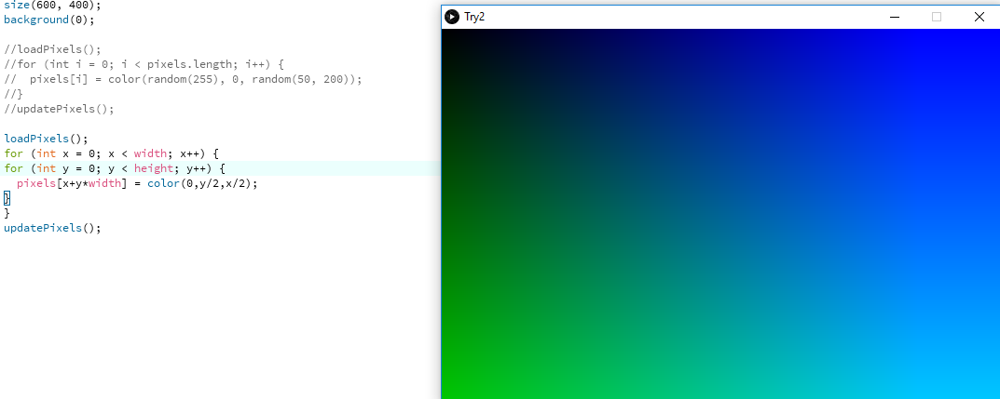 size(600, 400);
background(0);
//loadPixels();
//for (int i = 0; i < pixels.length; i++) {
//  pixels[i] = color(random(255), 0, random(50, 200));
//}
//updatePixels();
loadPixels();
for (int x = 0; x < width; x++) {
for (int y = 0; y < height; y++) {
  pixels[x+y*width] = color(0,y/2,x/2);
}
}
updatePixels();
Try2